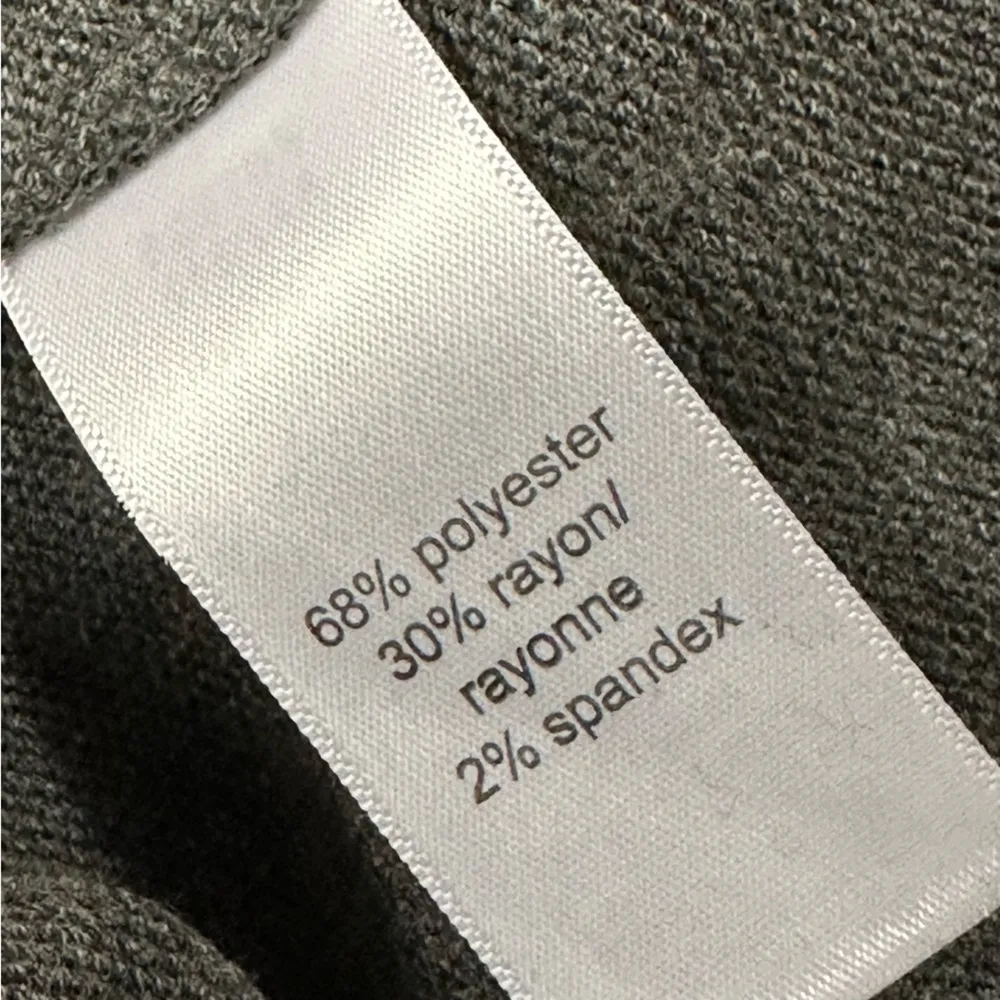 68% polyester
30% rayon/
rayonne
2% spandex